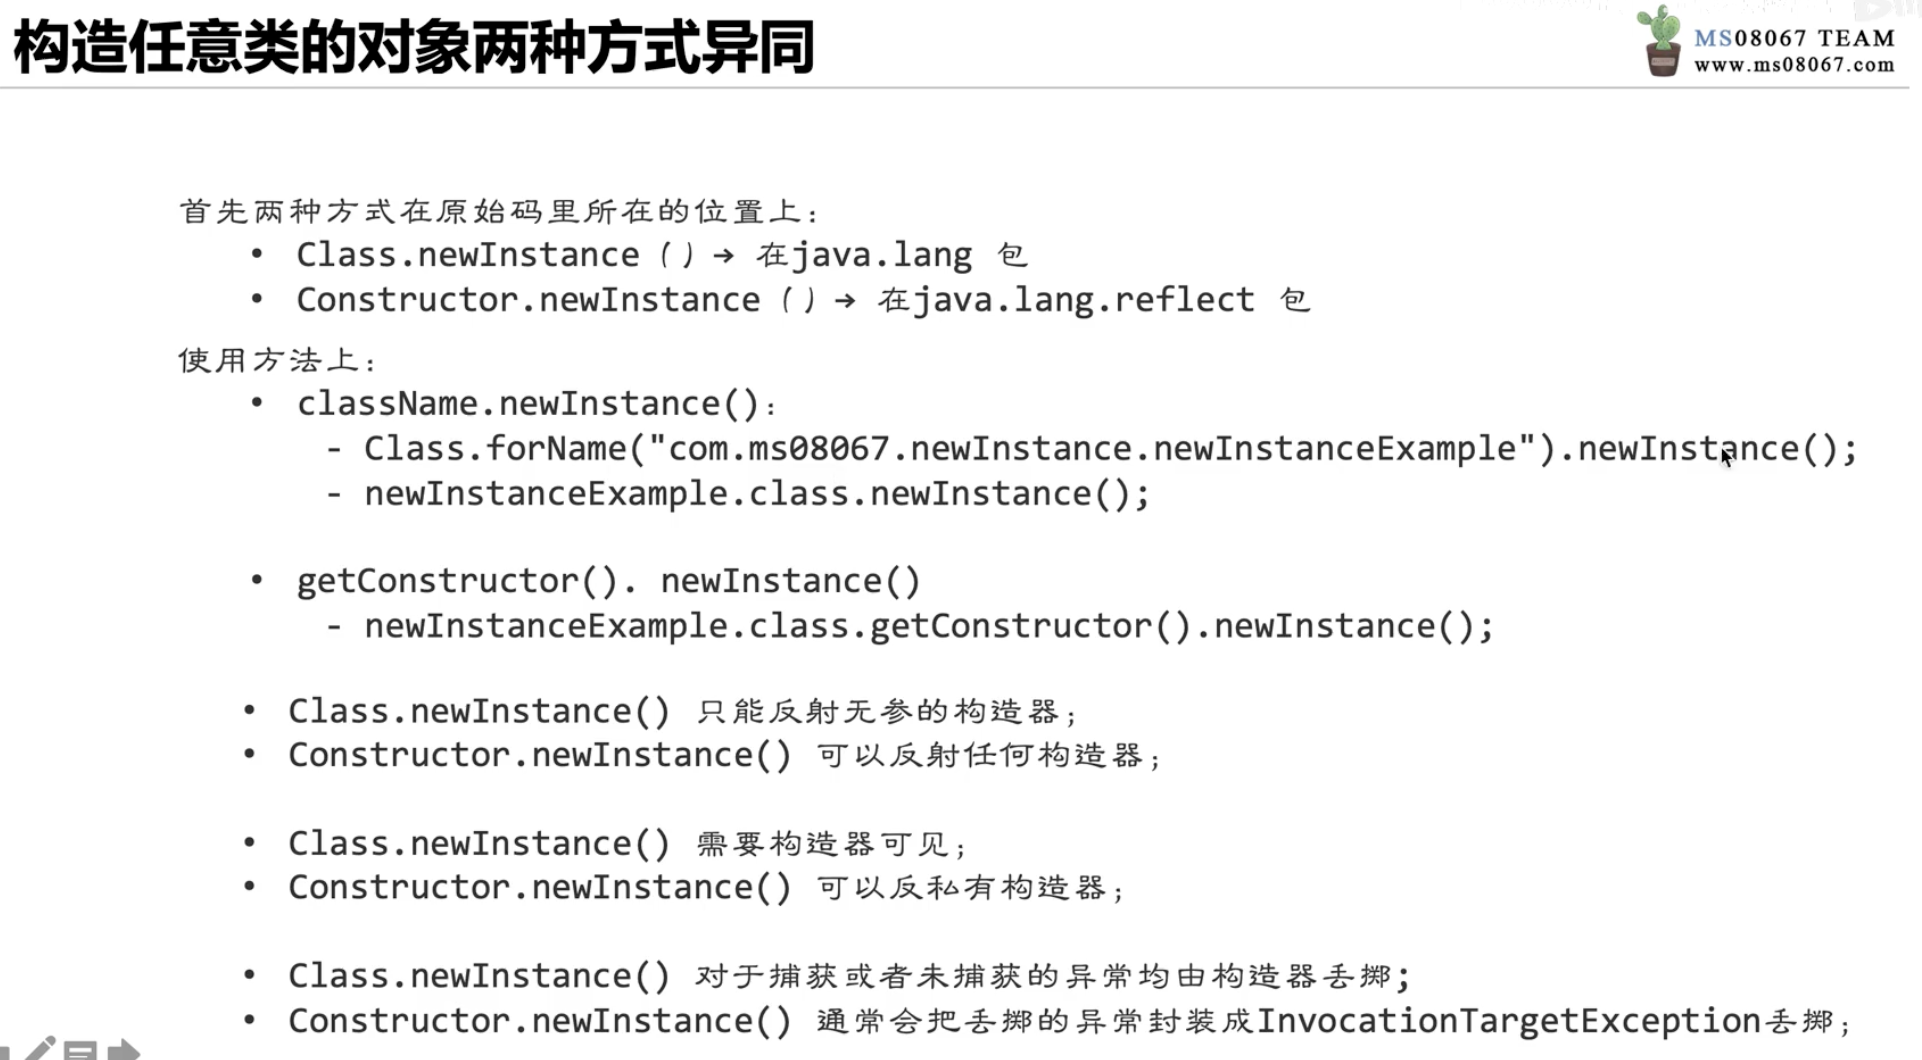 构造任意类的对象两种方式异同
MS08067 TEAM
www.ms08067.com
首先两种方式在原始码里所在的位置上：
• Class.newInstance（）→ 在java.lang 包
• Constructor.newInstance（）→ 在java.lang.reflect 包
使用方法上：
• className.newInstance()：
- Class.forName("com.ms08067.newInstance.newInstanceExample").newInstance();
- newInstanceExample.class.newInstance();
• getConstructor(). newInstance()
- newInstanceExample.class.getConstructor().newInstance();
• Class.newInstance() 只能反射无参的构造器；
• Constructor.newInstance() 可以反射任何构造器；
• Class.newInstance() 需要构造器可见；
• Constructor.newInstance() 可以反私有构造器；
• Class.newInstance() 对于捕获或者未捕获的异常均由构造器丢掷;
• Constructor.newInstance() 通常会把丢掷的异常封装成InvocationTargetException丢掷；